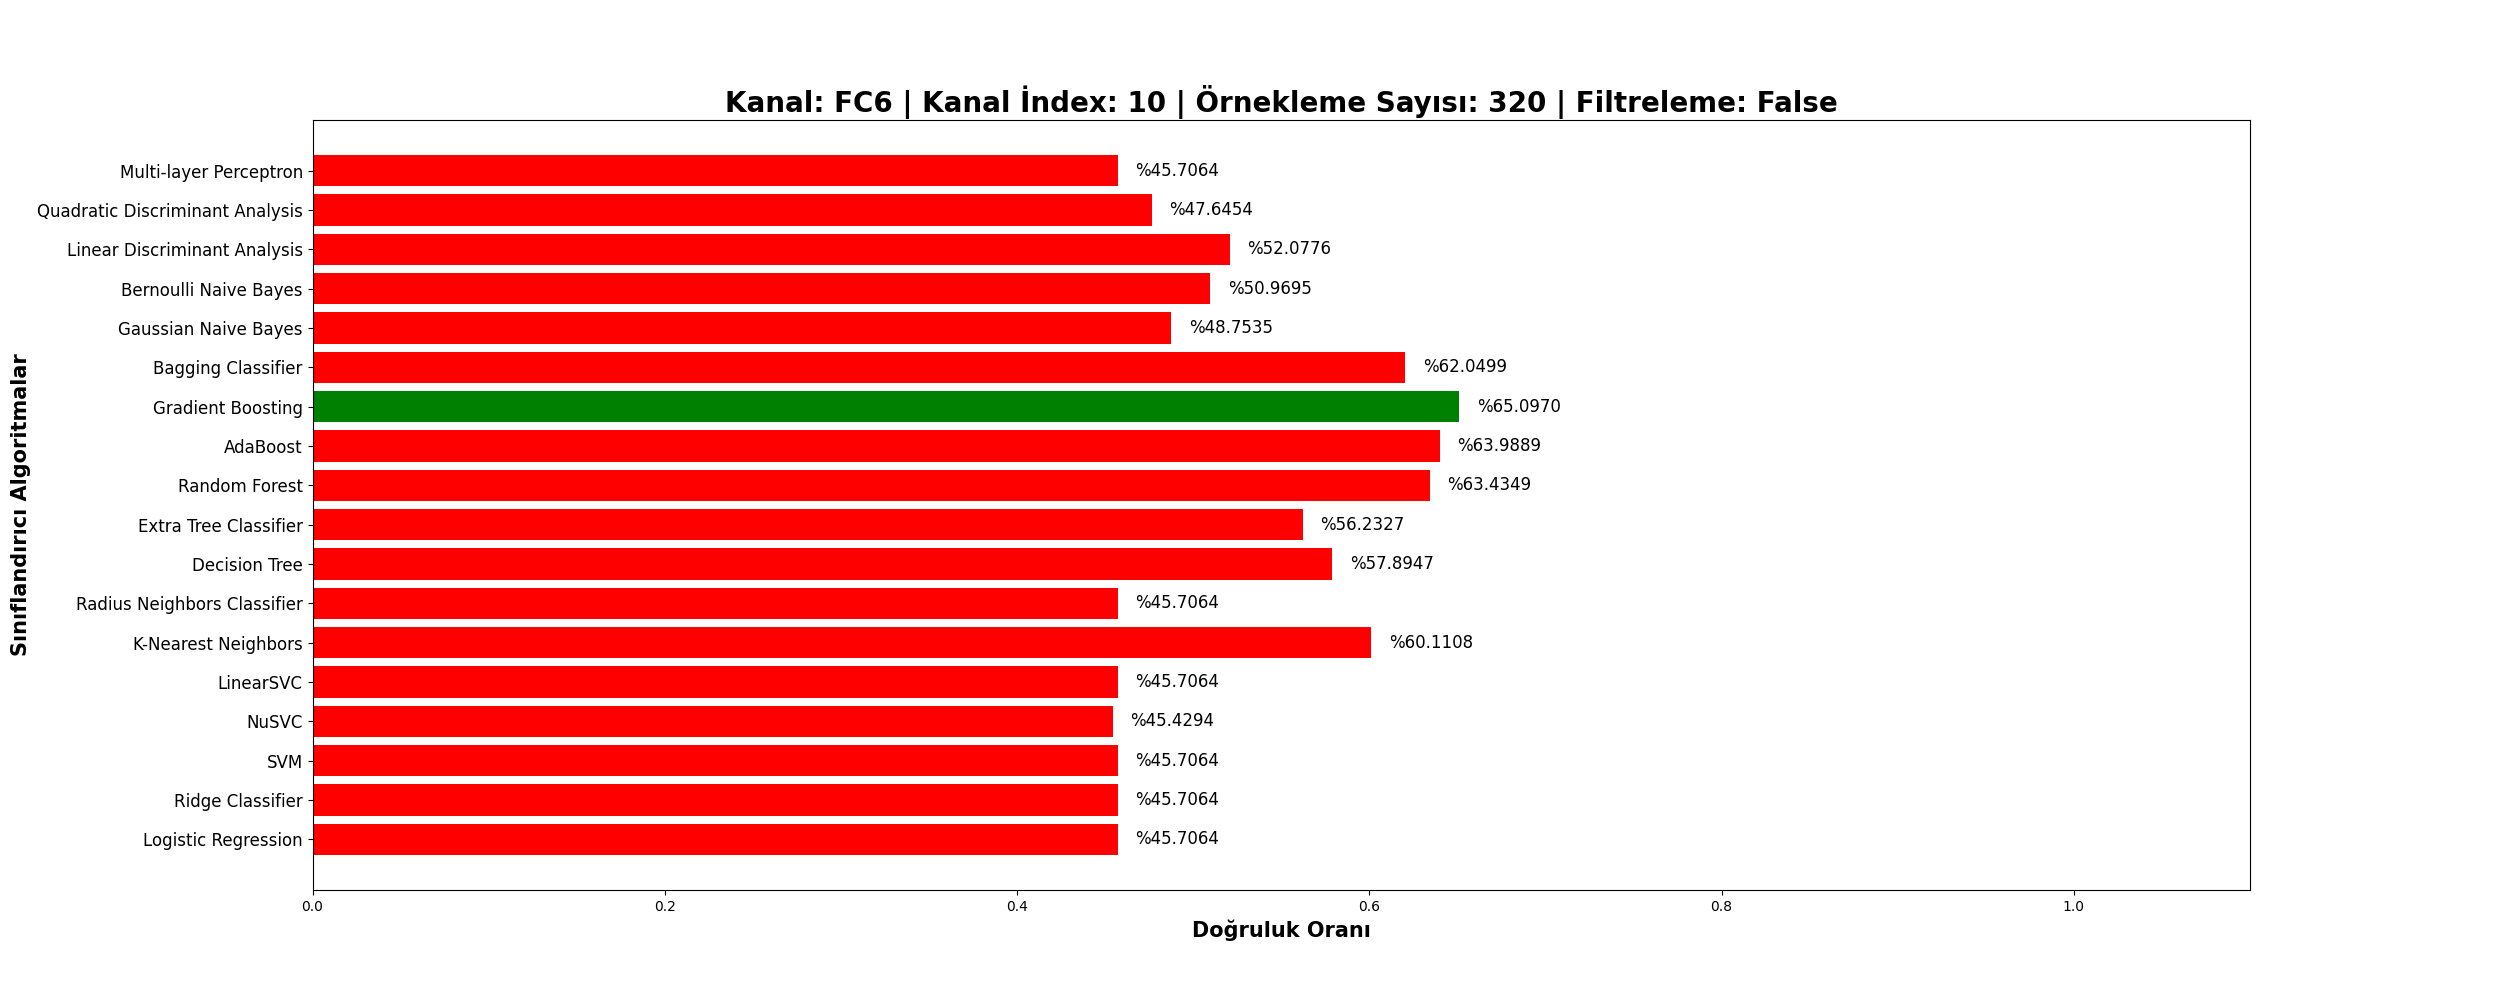 Kanal: FC6 | Kanal İndex: 10 | Örnekleme Sayısı: 320 | Filtreleme: False
Sınıflandırıcı Algoritmalar
Multi-layer Perceptron %45.7064
Quadratic Discriminant Analysis %47.6454
Linear Discriminant Analysis %52.0776
Bernoulli Naive Bayes %50.9695
Gaussian Naive Bayes %48.7535
Bagging Classifier %62.0499
Gradient Boosting %65.0970
AdaBoost %63.9889
Random Forest %63.4349
Extra Tree Classifier %56.2327
Decision Tree %57.8947
Radius Neighbors Classifier %45.7064
K-Nearest Neighbors %60.1108
LinearSVC %45.7064
NuSVC %45.4294
SVM %45.7064
Ridge Classifier %45.7064
Logistic Regression %45.7064
0.0 0.2 0.4 0.6 0.8 1.0
Doğruluk Oranı